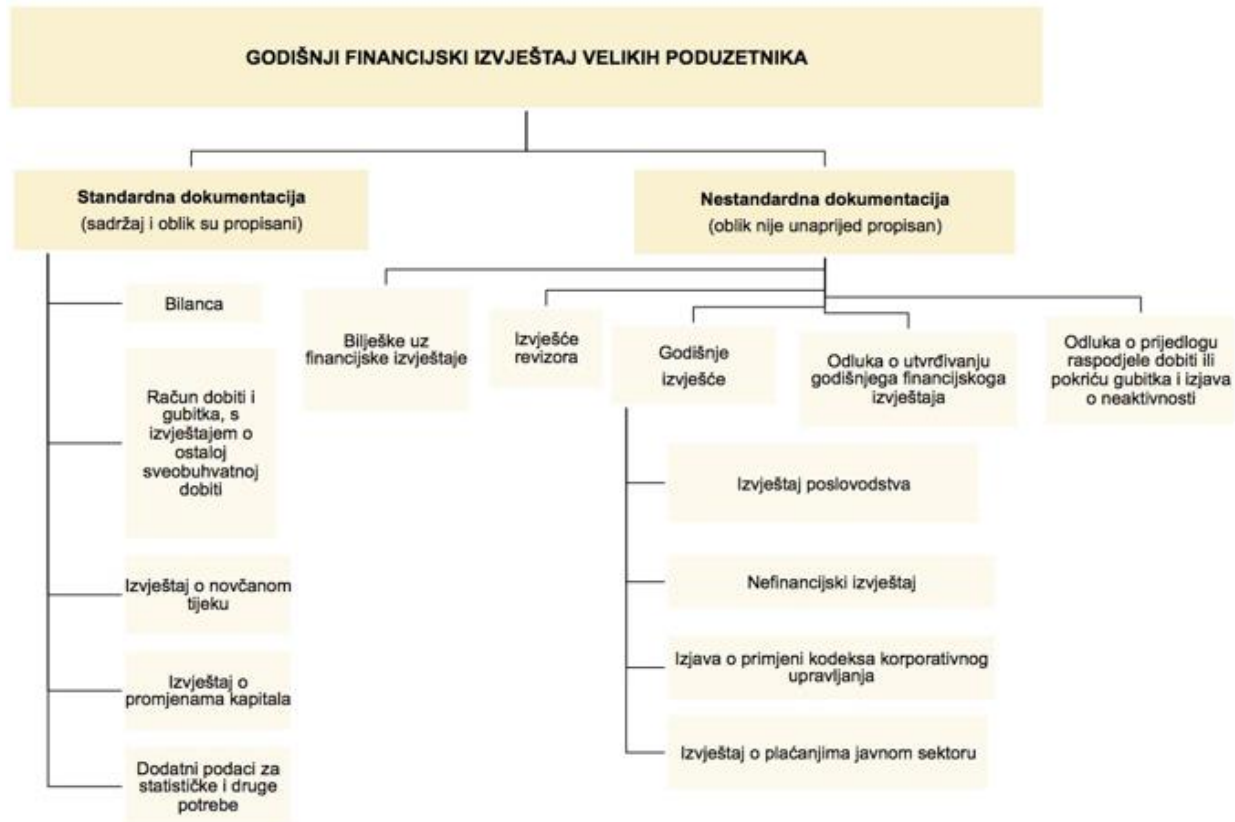 GODIŠNJI FINANCIJSKI IZVJEŠTAJ VELIKIH PODUZETNIKA
Standardna dokumentacija
(sadržaj i oblik su propisani)
Nestandardna dokumentacija
(oblik nije unaprijed propisan)
Bilanca
Račun dobiti i
gubitka, s
izvještajem o
ostaloj
sveobuhvatnoj
dobiti
Izvještaj o novčanom
tijeku
Izvještaj o
promjenama kapitala
Dodatni podaci za
statističke i druge
potrebe
Bilješke uz
financijske izvještaje
Izvješće
revizora
Godišnje
izvješće
Odluka o utvrđivanju
godišnjega financijskoga
izvještaja
Odluka o prijedlogu
raspodjele dobiti ili
pokriću gubitka i izjava
o neaktivnosti
Izvještaj poslovodstva
Nefinancijski izvještaj
Izjava o primjeni kodeksa korporativnog
upravljanja
Izvještaj o plaćanjima javnom sektoru